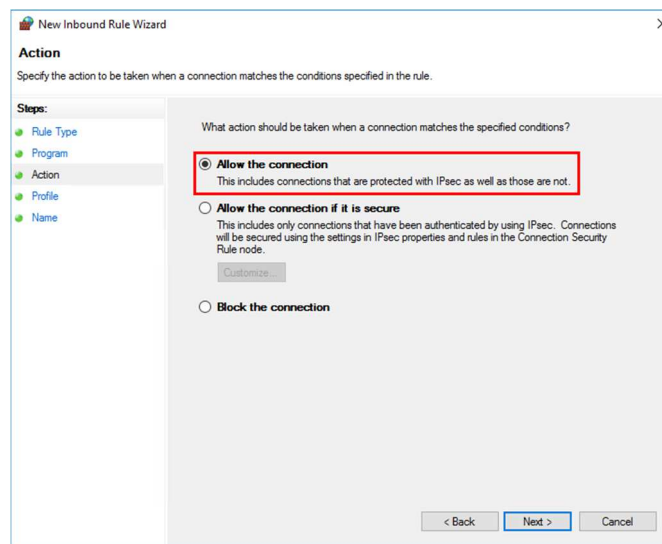 New Inbound Rule Wizard
Action
Specify the action to be taken when a connection matches the conditions specified in the rule.
Steps:
Rule Type
Program
Action
Profile
Name
What action should be taken when a connection matches the specified conditions?
Allow the connection
This includes connections that are protected with IPsec as well as those are not.
Allow the connection if it is secure
This includes only connections that have been authenticated by using IPsec. Connections
will be secured using the settings in IPsec properties and rules in the Connection Security
Rule node.
Customize...
Block the connection
< Back
Next >
Cancel